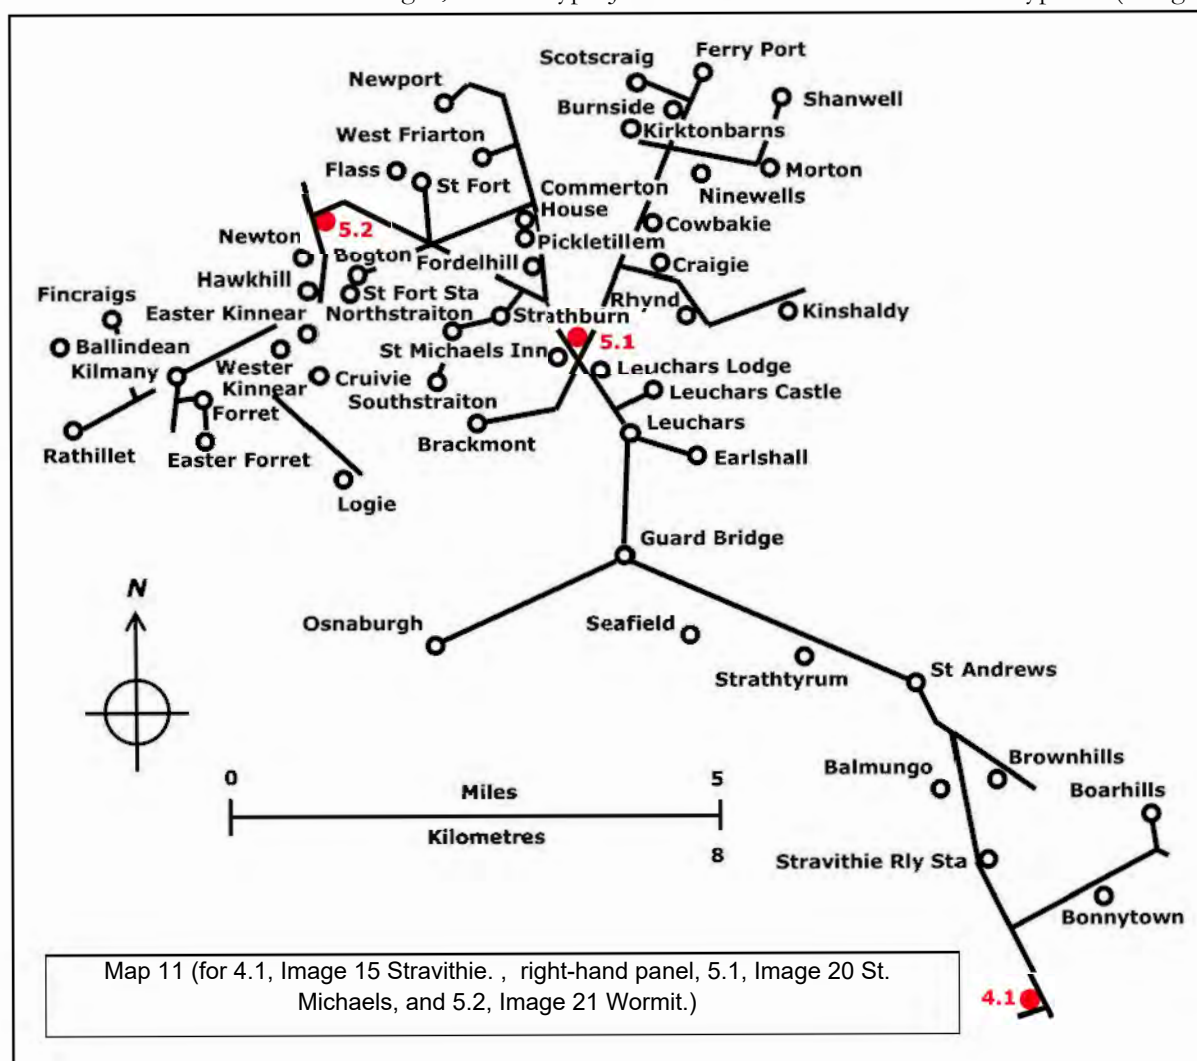 Scotscraig
Ferry Port
Newport
Burnside
Shanwell
Kirktonbarns
West Friarton
Flass
St Fort
Morton
Ninewells
Commerton
House
Cowbakie
5.2
Newton
Pickletillem
Bogton
Fordelhill
Craigie
Hawkhill
St Fort Sta
Rhynd
Fincraigs
Easter Kinnear
Northstraiton
Strathburn
Kinshaldy
Ballindean
5.1
St Michaels Inn
Kilmany
Wester
Kinnear
Cruivie
Leuchars Lodge
Southstraiton
Leuchars Castle
Forret
Leuchars
Brackmont
Rathillet
Easter Forret
Earlshall
Logie
Guard Bridge
N
Osnaburgh
Seafield
Strathtyrum
St Andrews
Balmungo
Brownhills
Boarhills
0
Miles
5
Kilometres
8
Stravithie Rly Sta
Bonnytown
4.1
Map 11 (for 4.1, Image 15 Stravithie. , right-hand panel, 5.1, Image 20 St.
Michaels, and 5.2, Image 21 Wormit.)